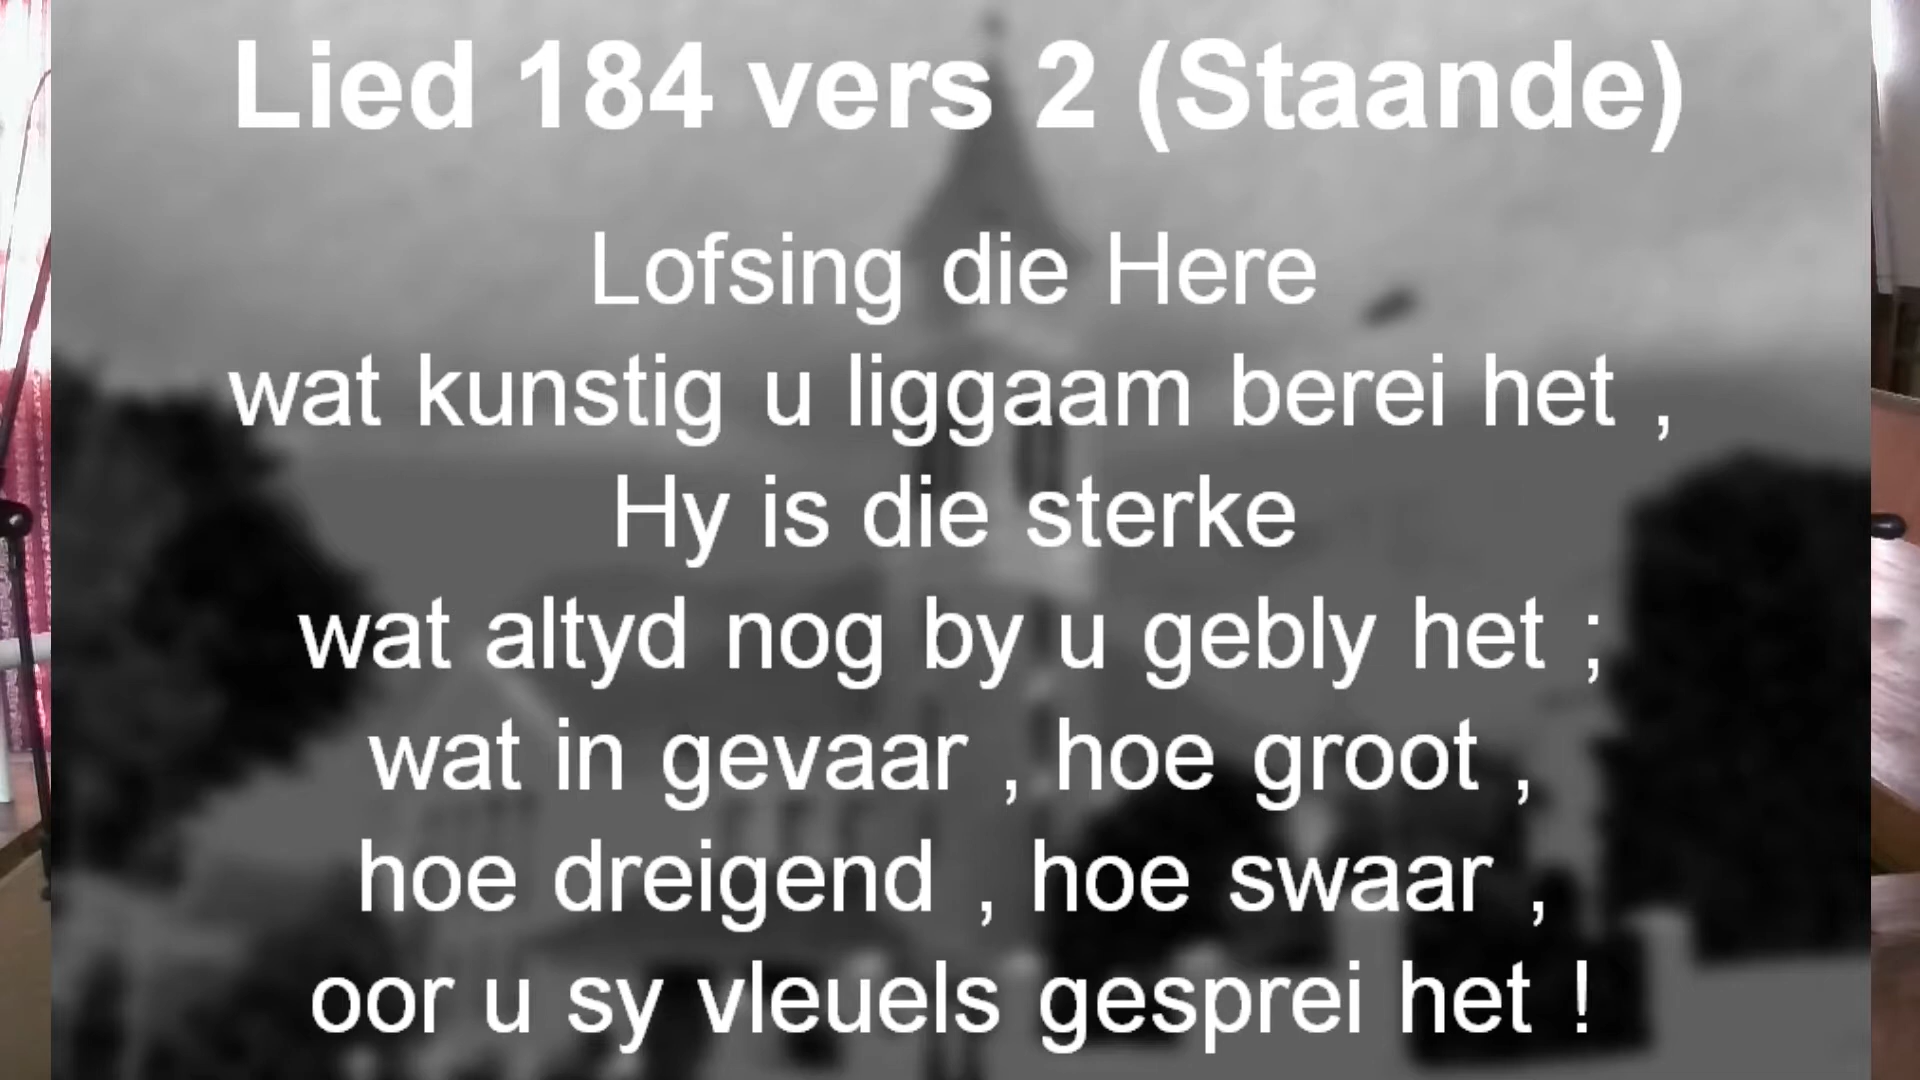 Lied 184 vers 2 (Staande)
Lofsing die Here
wat kunstig u liggaam berei het ,
Hy is die sterke
wat altyd nog by u gebly het ;
wat in gevaar , hoe groot ,
hoe dreigend , hoe swaar ,
oor u sy vleuels gesprei het !